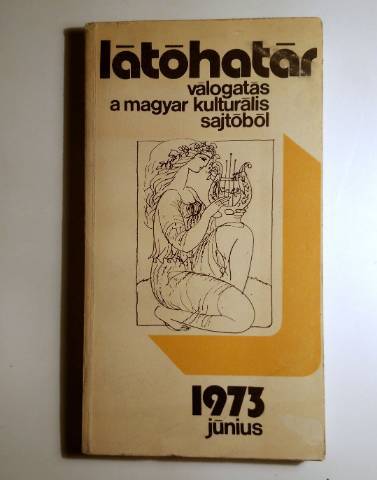 látóhatár
válogatás
a magyar kulturális
sajtóból
1973
június